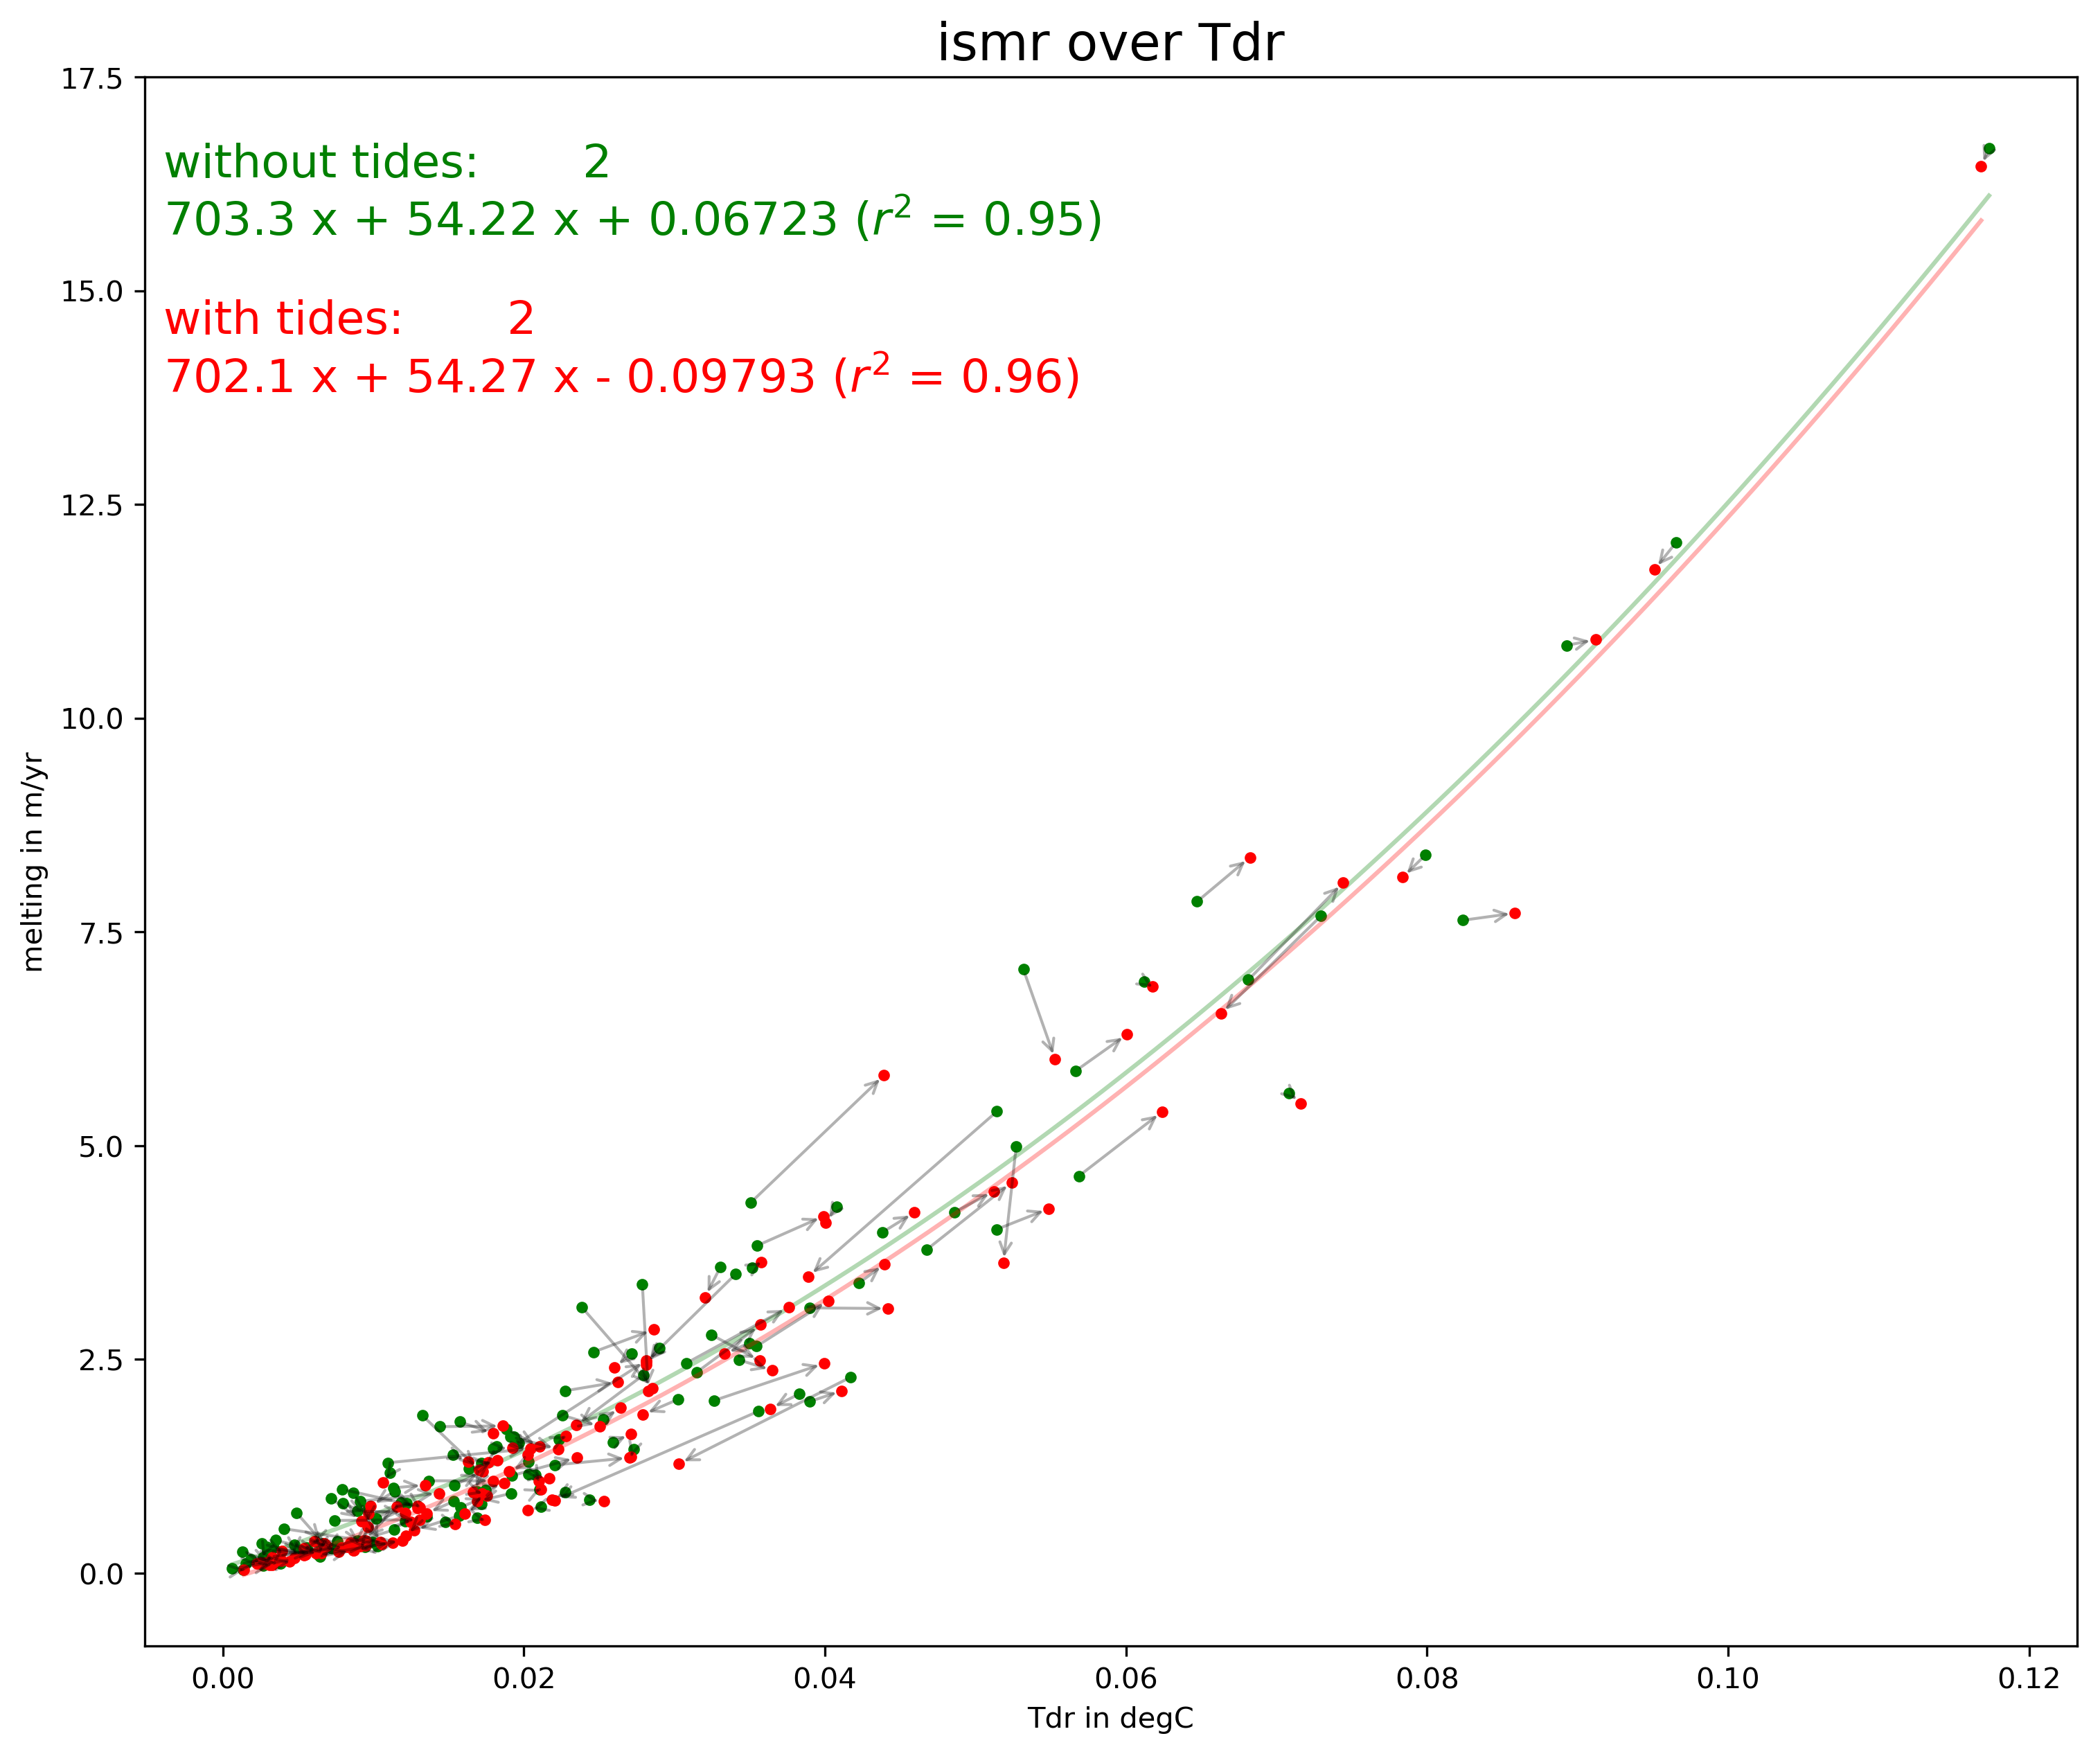 ismr over Tdr
without tides: 2
703.3 x + 54.22 x + 0.06723 (r² = 0.95)
with tides: 2
702.1 x + 54.27 x - 0.09793 (r² = 0.96)
17.5
15.0
12.5
10.0
7.5
5.0
2.5
0.0
melting in m/yr
0.00 0.02 0.04 0.06 0.08 0.10 0.12
Tdr in degC